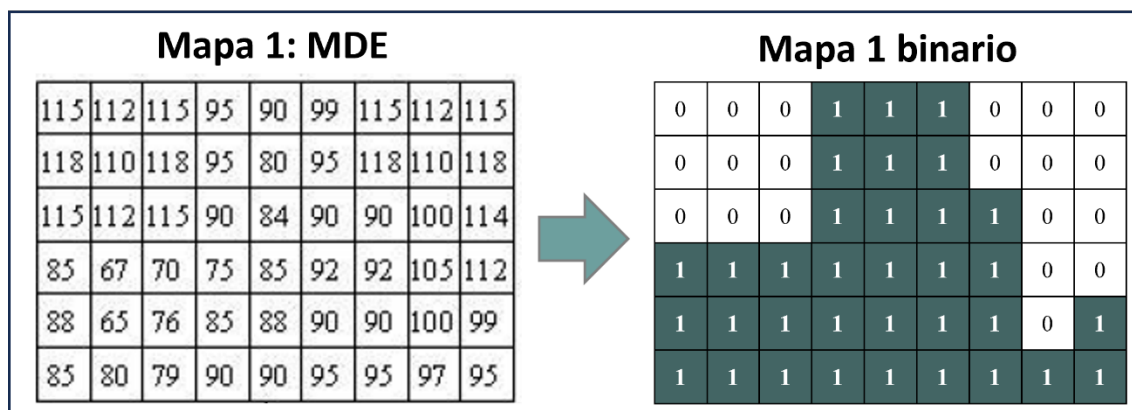 Mapa 1: MDE
115 112 115 95 90 99 115 112 115
118 110 118 95 80 95 118 110 118
115 112 115 90 84 90 90 100 114
85 67 70 75 85 92 92 105 112
88 65 76 85 88 90 90 100 99
85 80 79 90 90 95 95 97 95
Mapa 1 binario
0 0 0 1 1 1 0 0 0
0 0 0 1 1 1 0 0 0
0 0 0 1 1 1 1 0 0
1 1 1 1 1 1 1 0 0
1 1 1 1 1 1 1 0 1
1 1 1 1 1 1 1 1 1